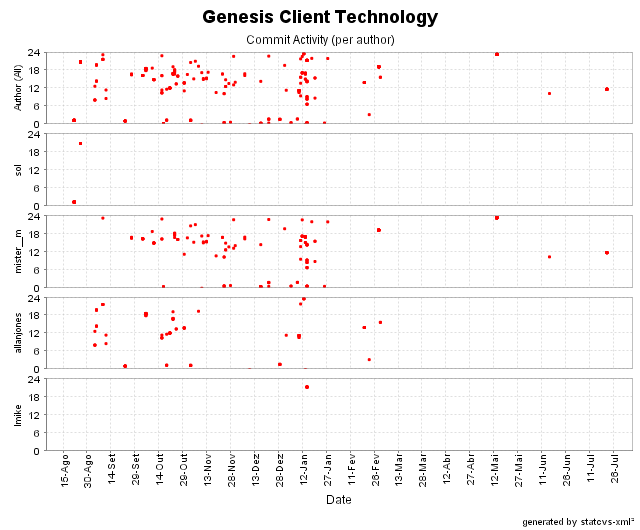 Genesis Client Technology
Commit Activity (per author)
Author (All)
24
18
12
6
0
sol
24
18
12
6
0
mister__m
24
18
12
6
0
allanjones
24
18
12
6
0
lmike
24
18
12
6
0
15-Ago
30-Ago
14-Set
29-Set
14-Out
29-Out
13-Nov
28-Nov
13-Dez
28-Dez
12-Jan
27-Jan
11-Fev
26-Fev
13-Mar
28-Mar
12-Abr
27-Abr
12-Mai
27-Mai
11-Jun
26-Jun
11-Jul
26-Jul
Date
generated by statcvs-xml²